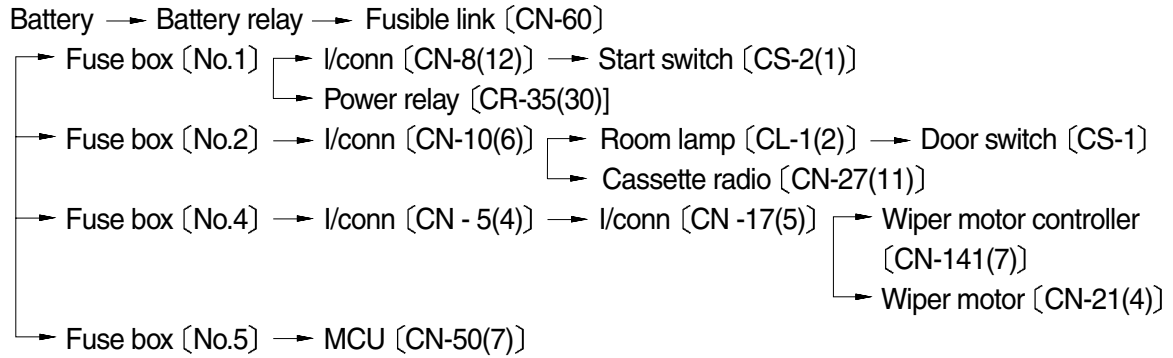 Battery → Battery relay → Fusible link〔CN-60〕
Fuse box〔No.1〕 I/conn〔CN-8(12)〕 → Start switch〔CS-2(1)〕
Power relay〔CR-35(30)]
Fuse box〔No.2〕 → I/conn〔CN-10(6)〕 Room lamp〔CL-1(2)〕 → Door switch〔CS-1〕
Cassette radio〔CN-27(11)〕
Fuse box〔No.4〕 → I/conn〔CN - 5(4)〕 → I/conn〔CN -17(5)〕 Wiper motor controller
〔CN-141(7)〕
Wiper motor〔CN-21(4)〕
Fuse box〔No.5〕 → MCU〔CN-50(7)〕